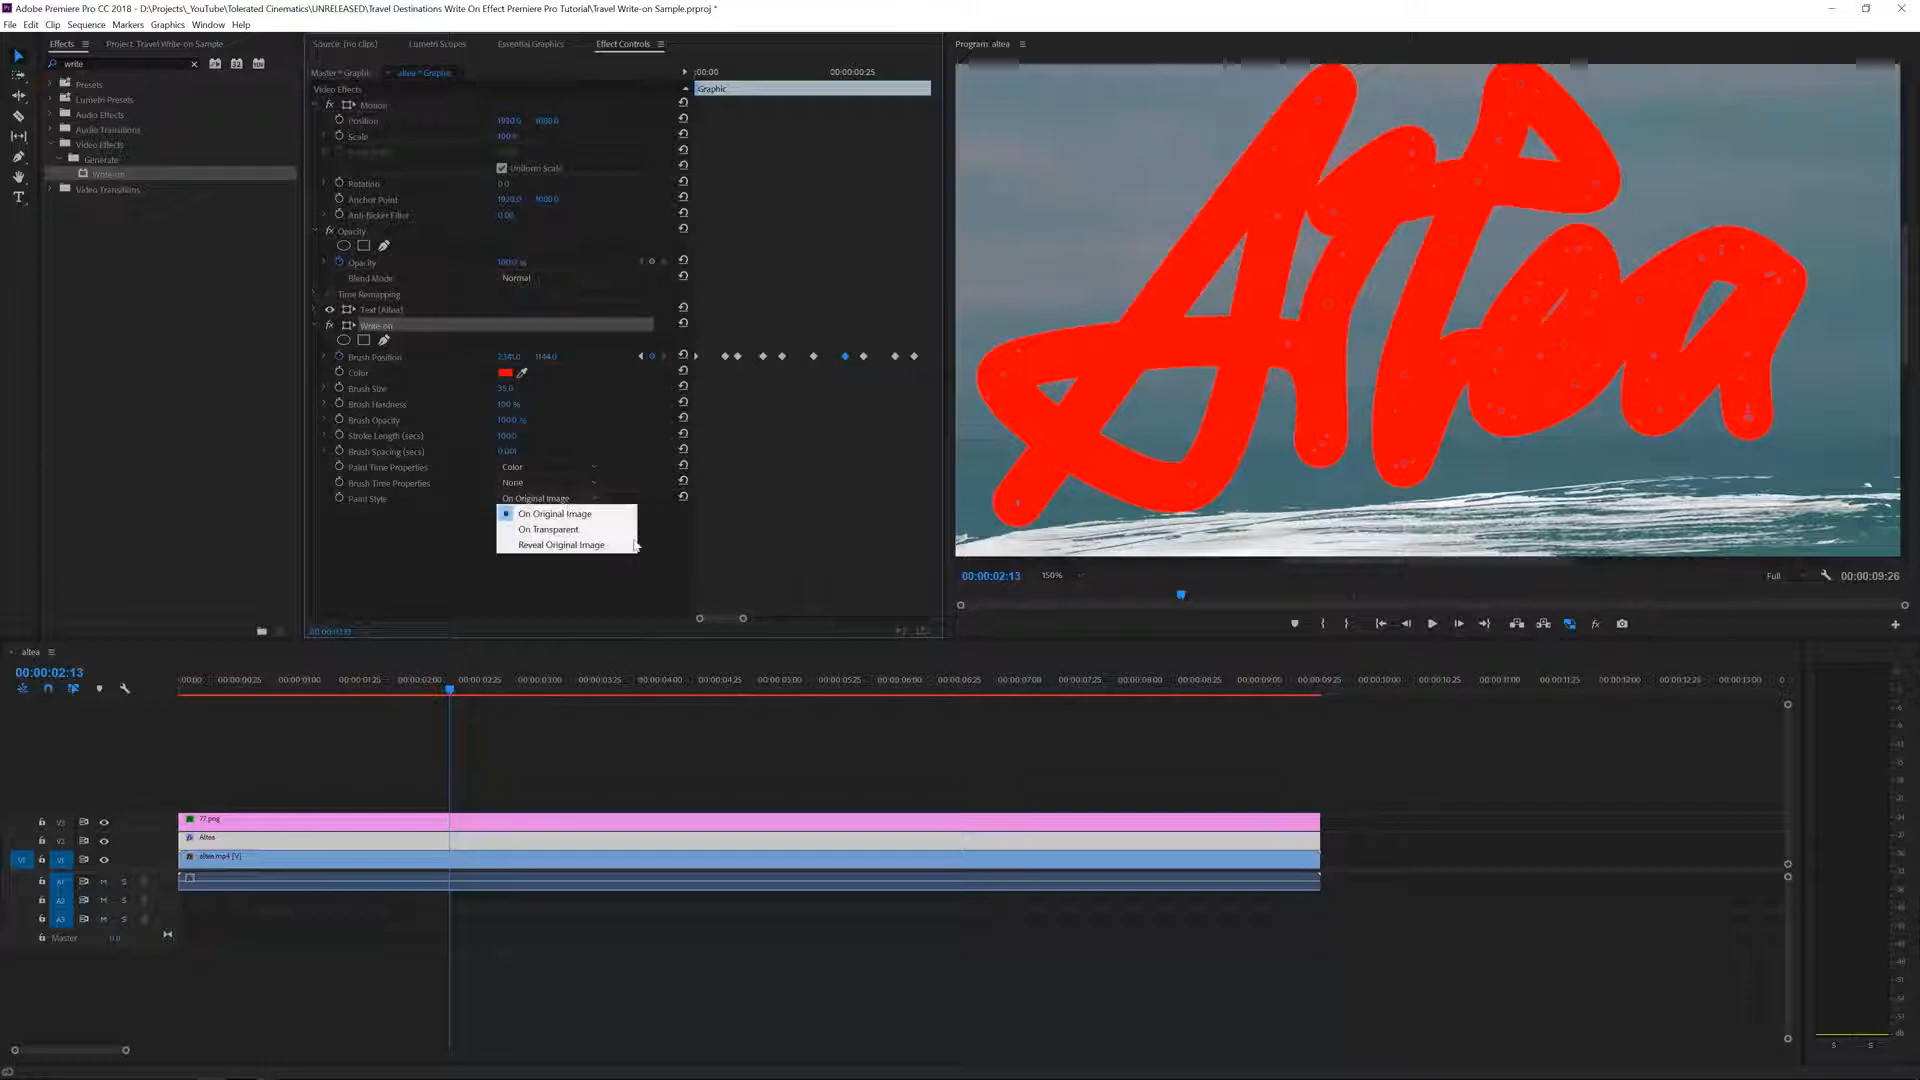 Adobe Premiere Pro CC 2018 - D:\Projects\_YouTube\Tolerated Cinematics\UNRELEASED\Travel Destinations Write On Effect Premiere Pro Tutorial\Travel Write-on Sample.prproj *
File Edit Clip Sequence Markers Graphics Window Help
Effects Project: Travel Write-on Sample
write
Presets
Lumetri Presets
Audio Effects
Audio Transitions
Video Effects
Generate
Write-on
Video Transitions
Source: (no clips) Lumetri Scopes Essential Graphics Effect Controls
Master * Graphic altea * Graphic
Video Effects
Motion
Position
Scale
Uniform Scale
Rotation 0.0
Anchor Point
Anti-flicker Filter 0.00
Opacity
Opacity 100.0 %
Blend Mode Normal
Time Remapping
Text (Altea)
Write-on
Brush Position 2341.0 1144.0
Color
Brush Size 35.0
Brush Hardness 100 %
Brush Opacity 100.0 %
Stroke Length (secs) 100.0
Brush Spacing (secs) 0.001
Paint Time Properties Color
Brush Time Properties None
Paint Style On Original Image
On Original Image
On Transparent
Reveal Original Image
:00:00 00:00:00:25
Graphic
00:00:02:13
Program: altea
Altea
00:00:02:13 150% Full 00:00:09:26
altea
00:00:02:13
:00:00 00:00:00:25 00:00:01:00 00:00:01:25 00:00:02:00 00:00:02:25 00:00:03:00 00:00:03:25 00:00:04:00 00:00:04:25 00:00:05:00 00:00:05:25 00:00:06:00 00:00:06:25 00:00:07:00 00:00:07:25 00:00:08:00 00:00:08:25 00:00:09:00 00:00:09:25 00:00:10:00 00:00:10:25 00:00:11:00 00:00:11:25 00:00:12:00 00:00:12:25 00:00:13:00
V3 77.png
V2 Altea
V1 V1 altea.mp4 [V]
A1 M S
A2 M S
A3 M S
Master 0.0
S S